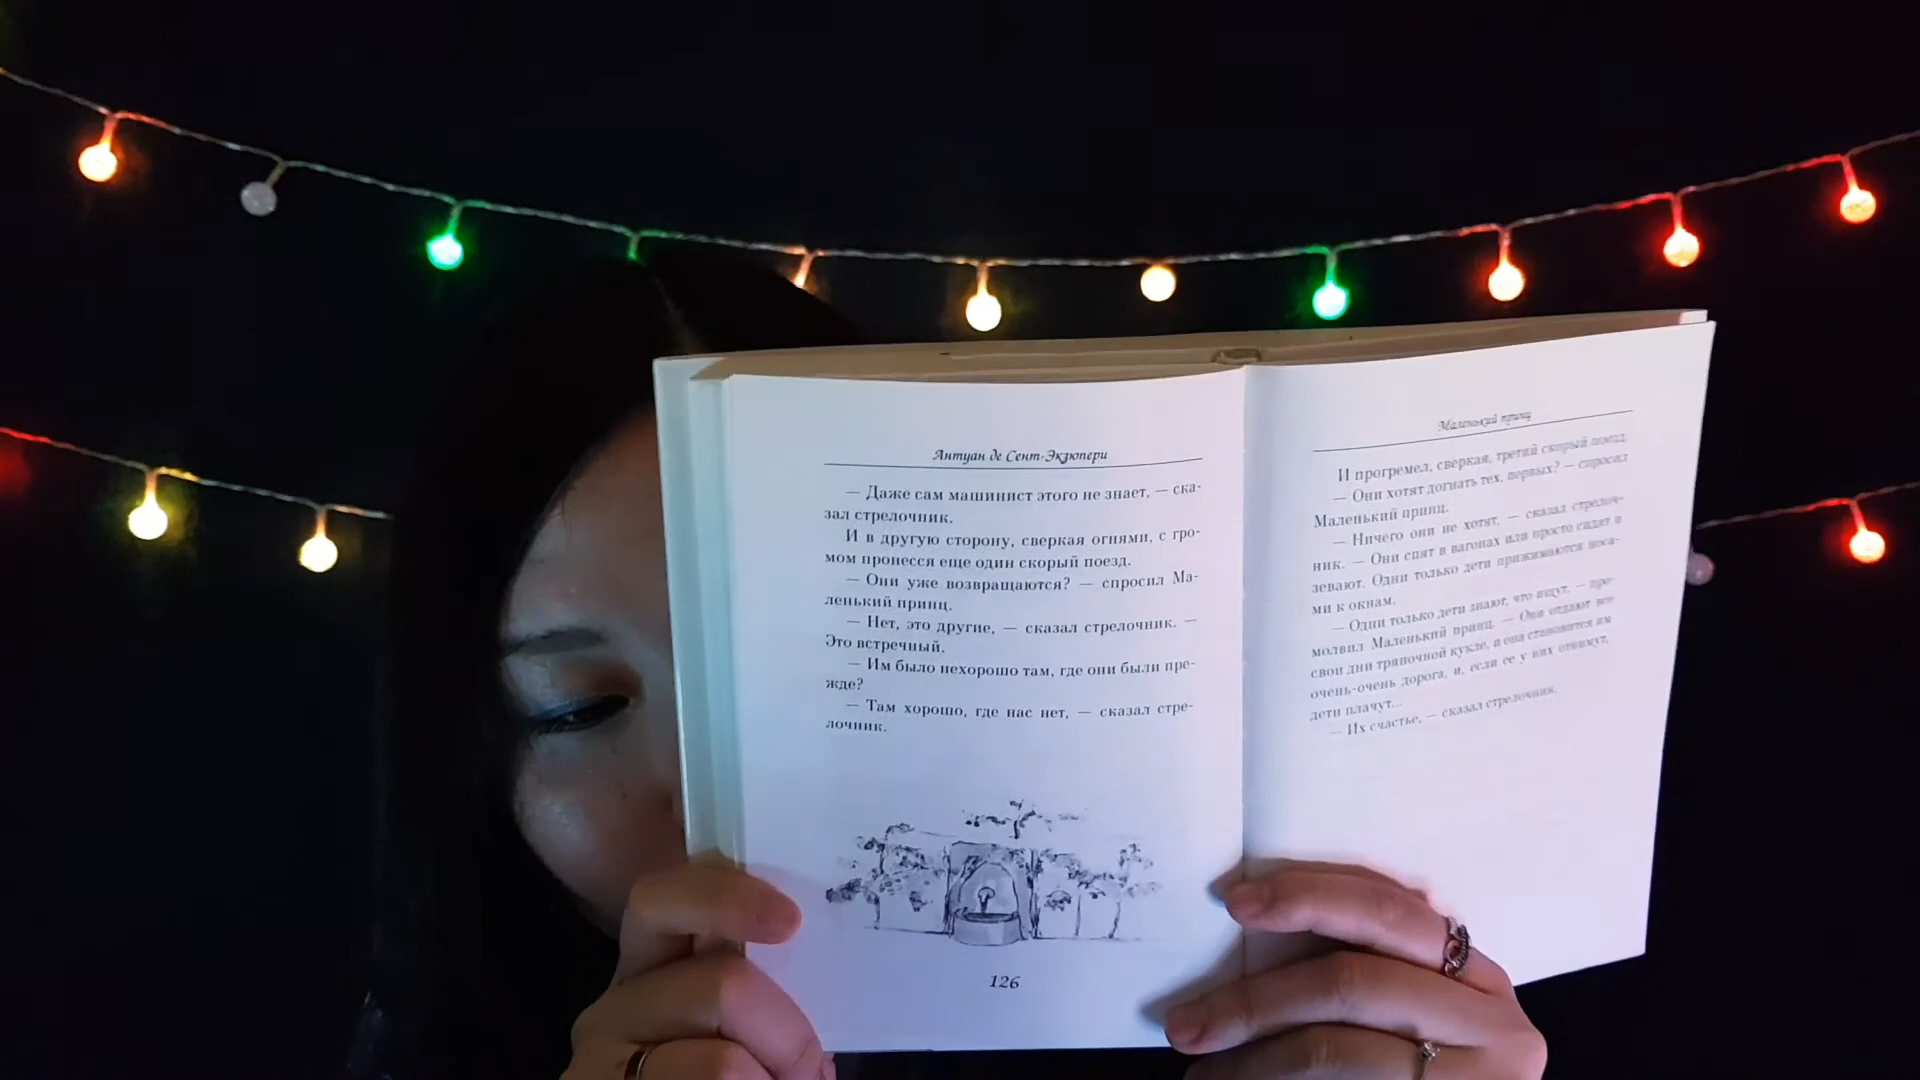 Антуан де Сент-Экзюпери
— Даже сам машинист этого не знает, — ска-
зал стрелочник.
И в другую сторону, сверкая огнями, с гро-
мом пронесся еще один скорый поезд.
— Они уже возвращаются? — спросил Ма-
ленький принц.
— Нет, это другие, — сказал стрелочник. —
Это встречный.
— Им было нехорошо там, где они были пре-
жде?
— Там хорошо, где нас нет, — сказал стре-
лочник.
126
Маленький принц
И прогремел, сверкая, третий скорый поезд.
— Они хотят догнать тех, первых? — спросил
Маленький принц.
— Ничего они не хотят, — сказал стрелоч-
ник. — Они спят в вагонах или просто сидят и
зевают. Одни только дети прижимаются носа-
ми к окнам.
— Одни только дети знают, что ищут, — про-
молвил Маленький принц. — Они отдают все
свои дни тряпочной кукле, и она становится им
очень-очень дорога, и, если ее у них отнимут,
дети плачут...
— Их счастье, — сказал стрелочник.